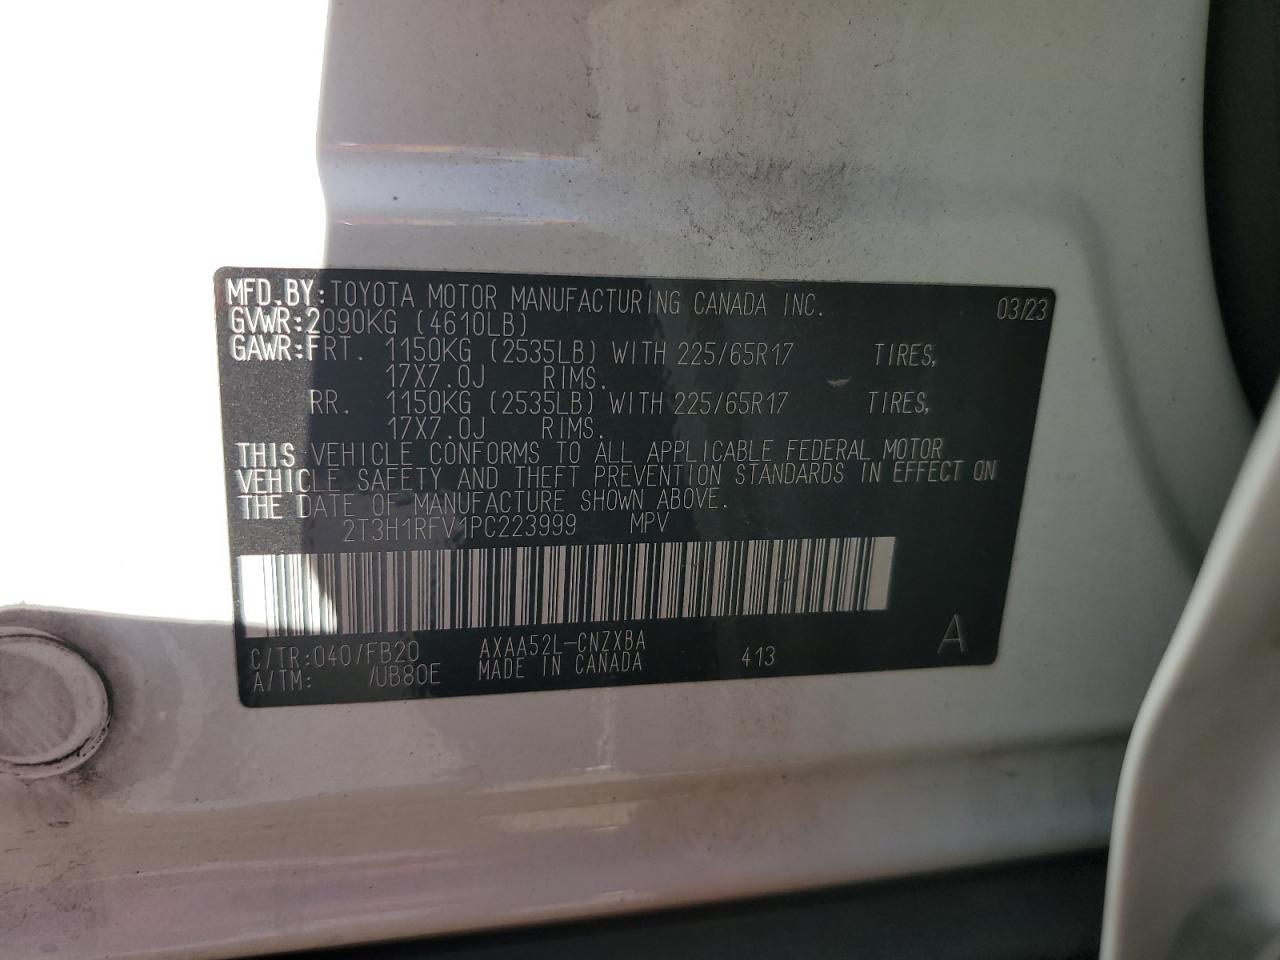 MFD.BY:TOYOTA MOTOR MANUFACTURING CANADA INC. 03/23
GVWR:2090KG (4610LB)
GAWR:FRT. 1150KG (2535LB) WITH 225/65R17 TIRES,
17X7.0J RIMS.
RR. 1150KG (2535LB) WITH 225/65R17 TIRES,
17X7.0J RIMS.
THIS VEHICLE CONFORMS TO ALL APPLICABLE FEDERAL MOTOR
VEHICLE SAFETY AND THEFT PREVENTION STANDARDS IN EFFECT ON
THE DATE OF MANUFACTURE SHOWN ABOVE.
2T3H1RFV1PC223999 MPV
C/TR:040/FB20 AXAA52L-CNZXBA A
A/TM: /UB80E MADE IN CANADA 413